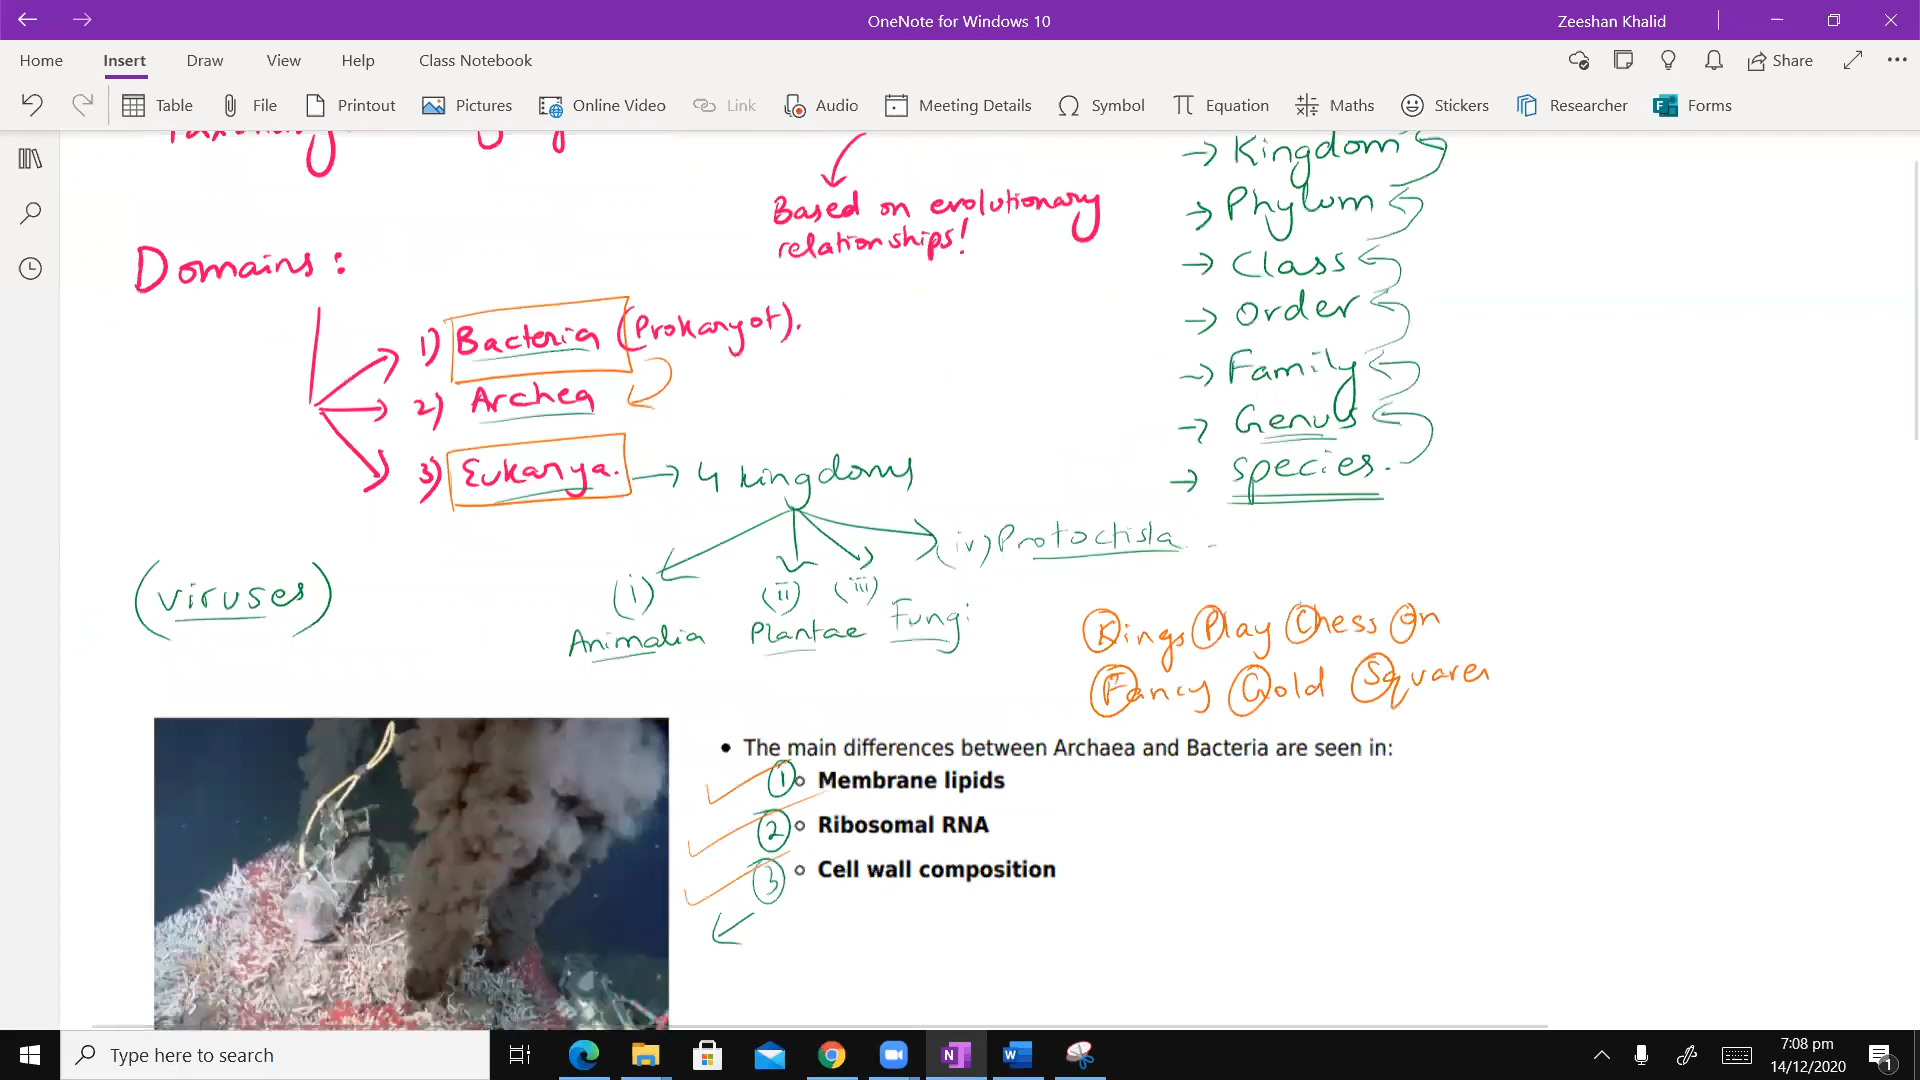 OneNote for Windows 10
Zeeshan Khalid
Home Insert Draw View Help Class Notebook
Share
Table File Printout Pictures Online Video Link Audio Meeting Details Symbol Equation Maths Stickers Researcher Forms
→ Kingdom
→ Phylum
→ Class
→ Order
→ Family
→ Genus
→ Species.
Based on evolutionary
relationships!
Domains:
1) Bacteria (Prokaryot).
2) Archea
3) Eukarya. → 4 kingdoms
(i)
Animalia
(ii)
Plantae
(iii)
Fungi
(iv) Protoctista
(viruses)
Kings Play Chess On
Fancy Gold Squares
• The main differences between Archaea and Bacteria are seen in:
1 ○ Membrane lipids
2 ○ Ribosomal RNA
3 ○ Cell wall composition
Type here to search
7:08 pm
14/12/2020
1